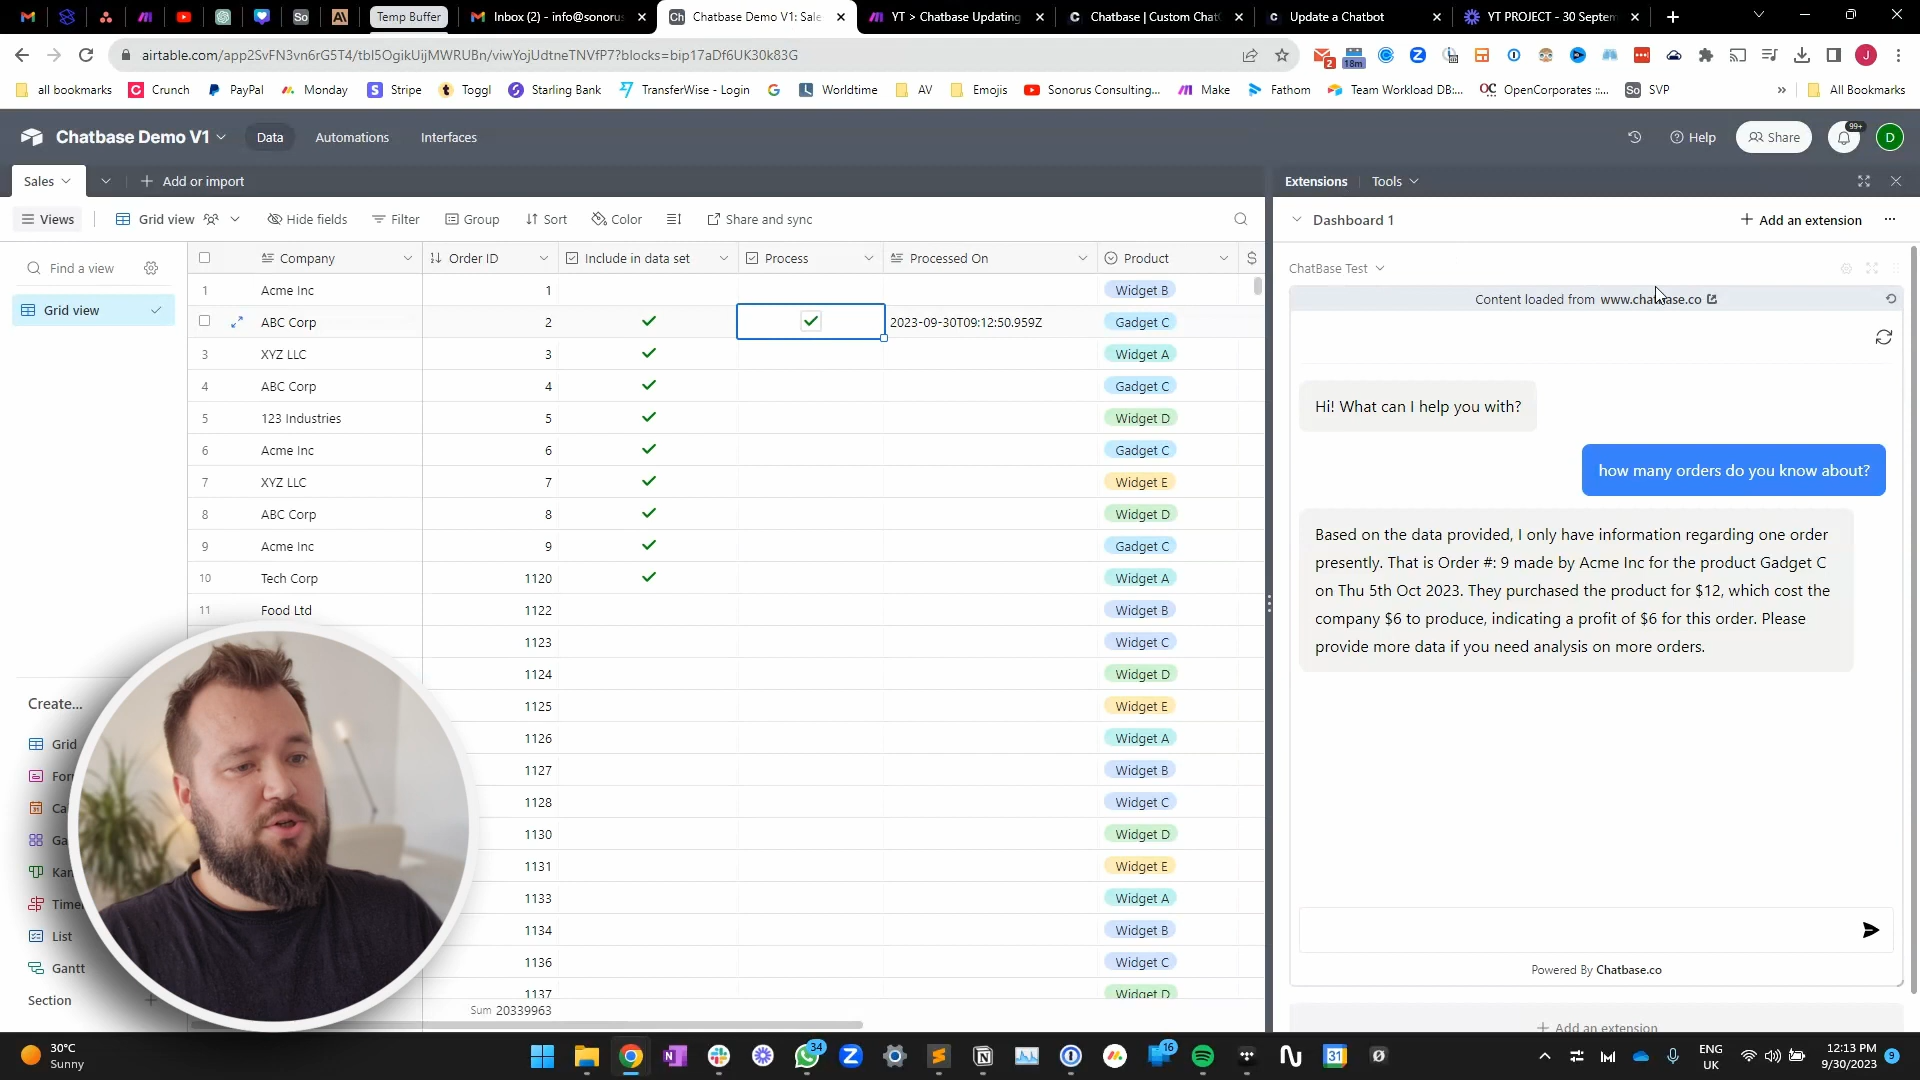 So
Temp Buffer
Inbox (2) - info@sonorus
Ch
Chatbase Demo V1: Sale
YT > Chatbase Updating
Chatbase | Custom Chat
Update a Chatbot
YT PROJECT - 30 Septem
airtable.com/app2SvFN3vn6rG5T4/tbl5OgikUijMWRUBn/viwYojUdtneTNVfP7?blocks=bip17aDf6UK30k83G
2
18m
J
all bookmarks
Crunch
PayPal
Monday
Stripe
Toggl
Starling Bank
TransferWise - Login
Worldtime
AV
Emojis
Sonorus Consulting...
Make
Fathom
Team Workload DB:...
OpenCorporates ::...
So SVP
»
All Bookmarks
Chatbase Demo V1
Data
Automations
Interfaces
Help
Share
99+
D
Sales
Add or import
Extensions
Tools
Views
Grid view
Hide fields
Filter
Group
Sort
Color
Share and sync
Dashboard 1
Add an extension
Find a view
Company
Order ID
Include in data set
Process
Processed On
Product
$
ChatBase Test
Grid view
1 Acme Inc 1 Widget B
ABC Corp 2 2023-09-30T09:12:50.959Z Gadget C
3 XYZ LLC 3 Widget A
4 ABC Corp 4 Gadget C
5 123 Industries 5 Widget D
6 Acme Inc 6 Gadget C
7 XYZ LLC 7 Widget E
8 ABC Corp 8 Widget D
9 Acme Inc 9 Gadget C
10 Tech Corp 1120 Widget A
11 Food Ltd 1122 Widget B
1123 Widget C
1124 Widget D
1125 Widget E
1126 Widget A
1127 Widget B
1128 Widget C
1130 Widget D
1131 Widget E
1133 Widget A
1134 Widget B
1136 Widget C
1137 Widget D
Sum 20339963
Create...
Grid
List
Gantt
Section
Content loaded from www.chatbase.co
Hi! What can I help you with?
how many orders do you know about?
Based on the data provided, I only have information regarding one order
presently. That is Order #: 9 made by Acme Inc for the product Gadget C
on Thu 5th Oct 2023. They purchased the product for $12, which cost the
company $6 to produce, indicating a profit of $6 for this order. Please
provide more data if you need analysis on more orders.
Powered By Chatbase.co
Add an extension
30°C
Sunny
34
16
31
ENG
UK
12:13 PM
9/30/2023
9